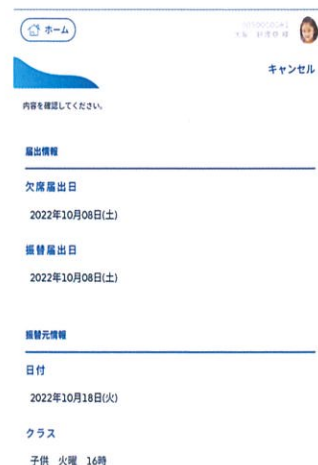 ホーム
キャンセル
内容を確認してください。
届出情報
欠席届出日
2022年10月08日(土)
振替届出日
2022年10月08日(土)
振替元情報
日付
2022年10月18日(火)
クラス
子供 火曜 16時